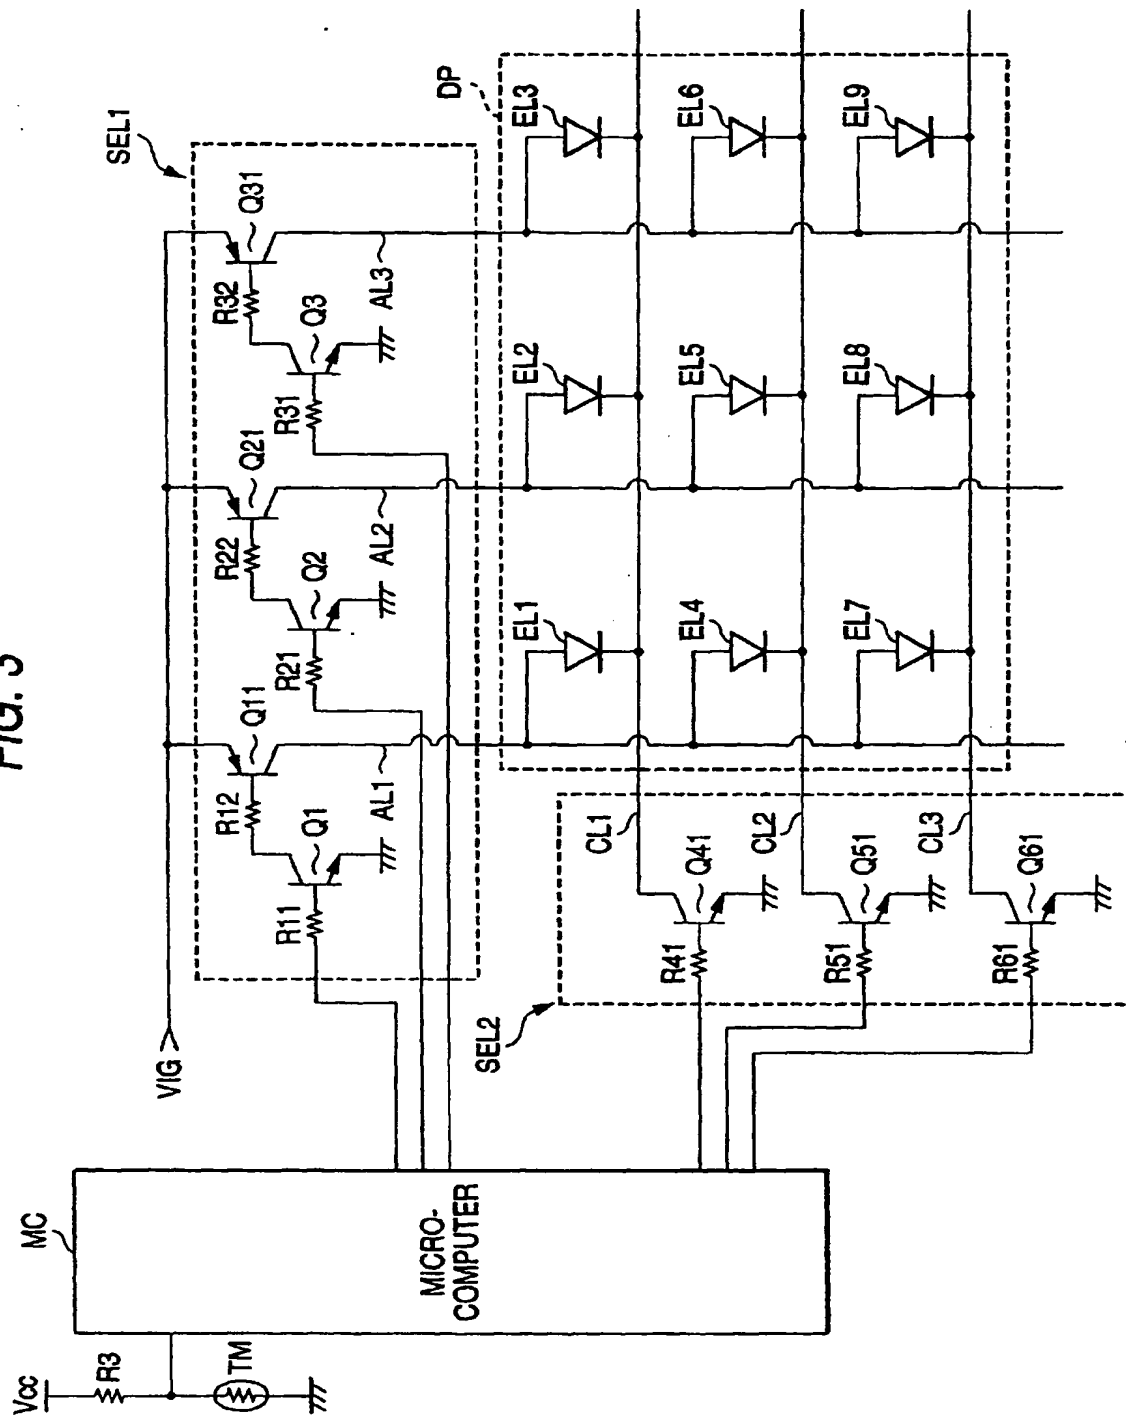 FIG. 3
Vcc
R3
TM
MC
MICRO-
COMPUTER
VIG
SEL1
R11
Q1
R12
Q11
AL1
R21
Q2
R22
Q21
AL2
R31
Q3
R32
Q31
AL3
DP
EL1
EL2
EL3
EL4
EL5
EL6
EL7
EL8
EL9
SEL2
CL1
R41
Q41
CL2
R51
Q51
CL3
R61
Q61